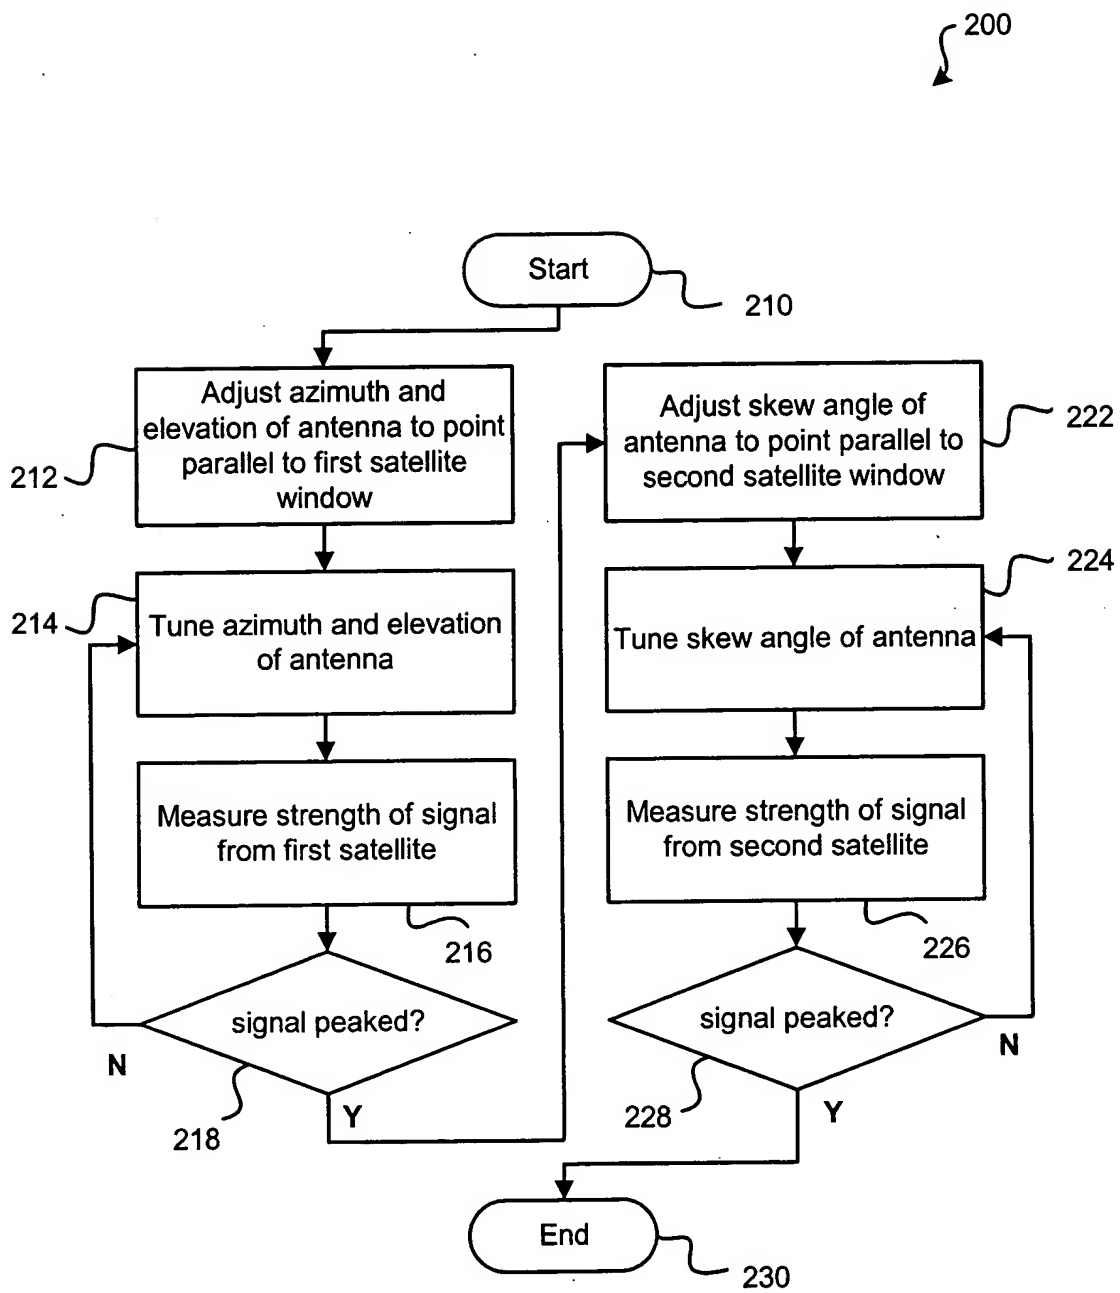 200
Start
210
Adjust azimuth and
elevation of antenna to point
parallel to first satellite
window
212
Tune azimuth and elevation
of antenna
214
Measure strength of signal
from first satellite
216
signal peaked?
N
218
Y
Adjust skew angle of
antenna to point parallel to
second satellite window
222
224
Tune skew angle of antenna
Measure strength of signal
from second satellite
226
signal peaked?
N
228
Y
End
230